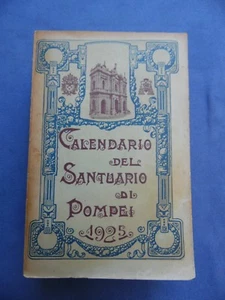 CALENDARIO
DEL
SANTUARIO
DI
POMPEI
1925